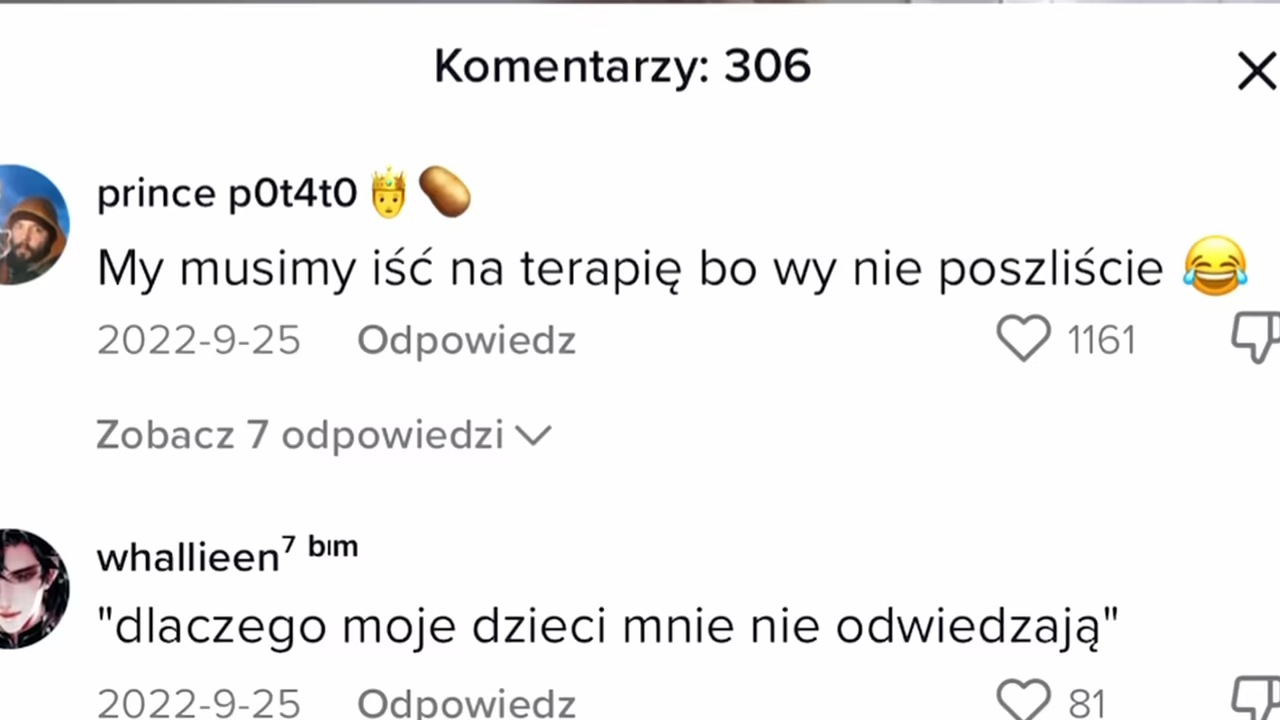 Komentarzy: 306
prince p0t4t0 🤴🥔
My musimy iść na terapię bo wy nie poszliście 😂
2022-9-25 Odpowiedz 1161
Zobacz 7 odpowiedzi
whallieen⁷ ᵇⁱᵐ
"dlaczego moje dzieci mnie nie odwiedzają"
2022-9-25 Odpowiedz 81